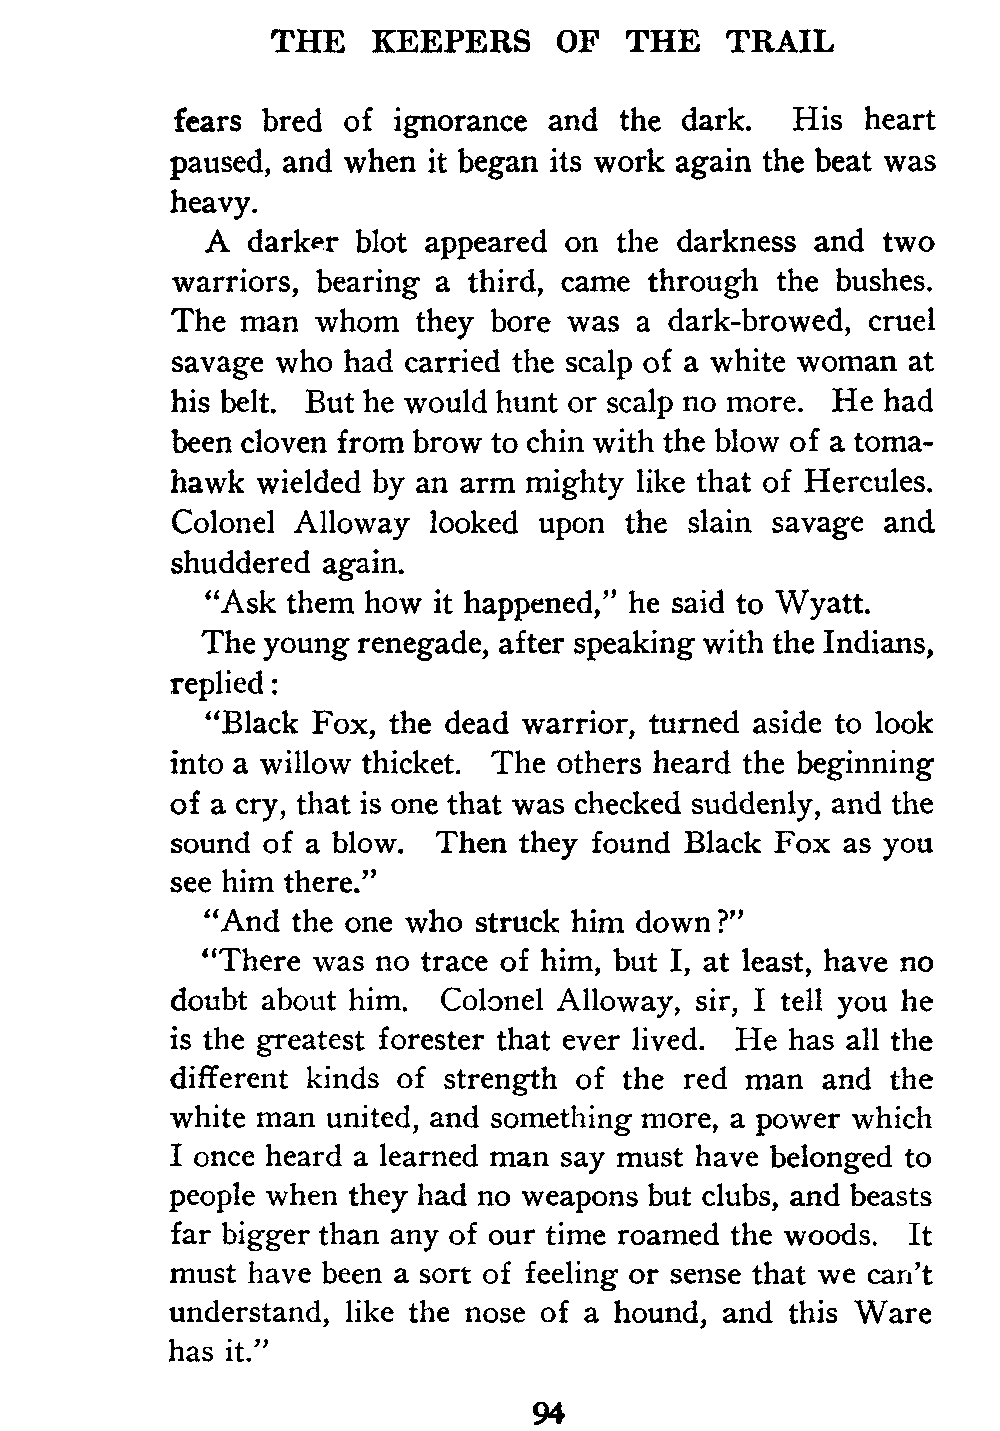 THE KEEPERS OF THE TRAIL
fears bred of ignorance and the dark. His heart
paused, and when it began its work again the beat was
heavy.
A darker blot appeared on the darkness and two
warriors, bearing a third, came through the bushes.
The man whom they bore was a dark-browed, cruel
savage who had carried the scalp of a white woman at
his belt. But he would hunt or scalp no more. He had
been cloven from brow to chin with the blow of a toma-
hawk wielded by an arm mighty like that of Hercules.
Colonel Alloway looked upon the slain savage and
shuddered again.
“Ask them how it happened,” he said to Wyatt.
The young renegade, after speaking with the Indians,
replied:
“Black Fox, the dead warrior, turned aside to look
into a willow thicket. The others heard the beginning
of a cry, that is one that was checked suddenly, and the
sound of a blow. Then they found Black Fox as you
see him there.”
“And the one who struck him down?”
“There was no trace of him, but I, at least, have no
doubt about him. Colonel Alloway, sir, I tell you he
is the greatest forester that ever lived. He has all the
different kinds of strength of the red man and the
white man united, and something more, a power which
I once heard a learned man say must have belonged to
people when they had no weapons but clubs, and beasts
far bigger than any of our time roamed the woods. It
must have been a sort of feeling or sense that we can’t
understand, like the nose of a hound, and this Ware
has it.”
94